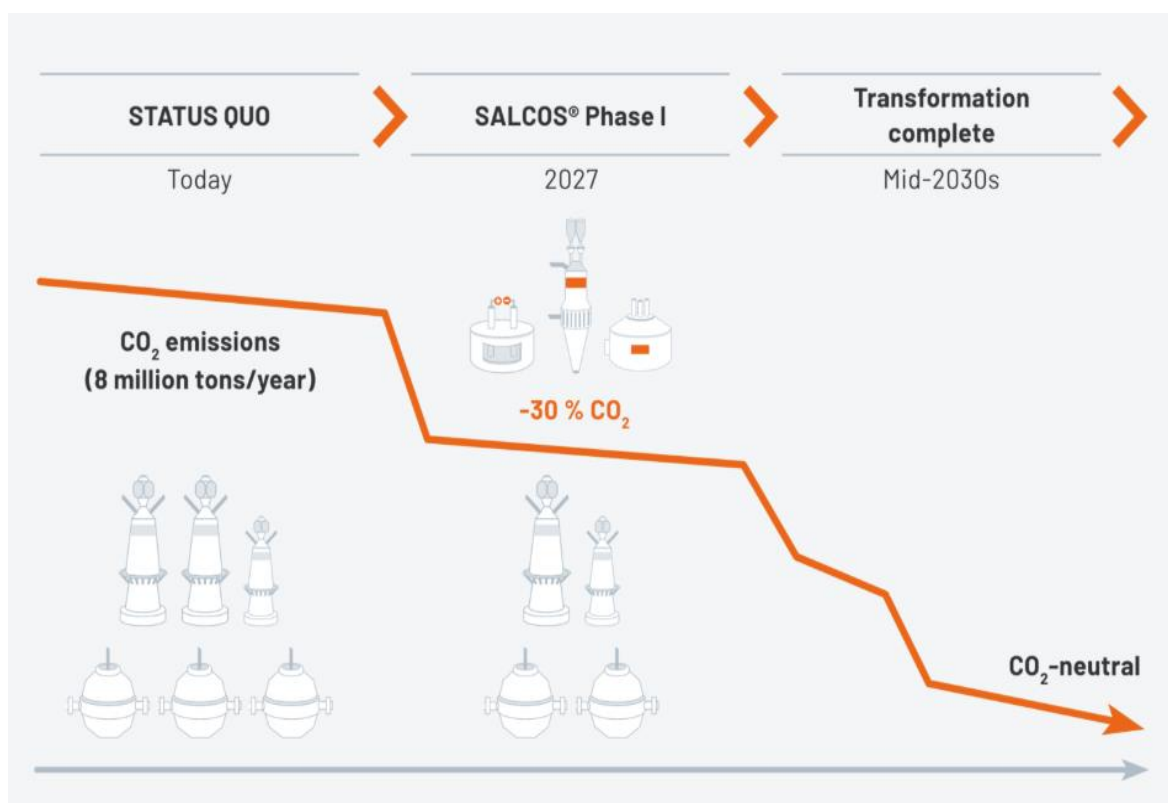 STATUS QUO
SALCOS® Phase I
Transformation
complete
Today
2027
Mid-2030s
CO₂ emissions
(8 million tons/year)
-30 % CO₂
CO₂-neutral